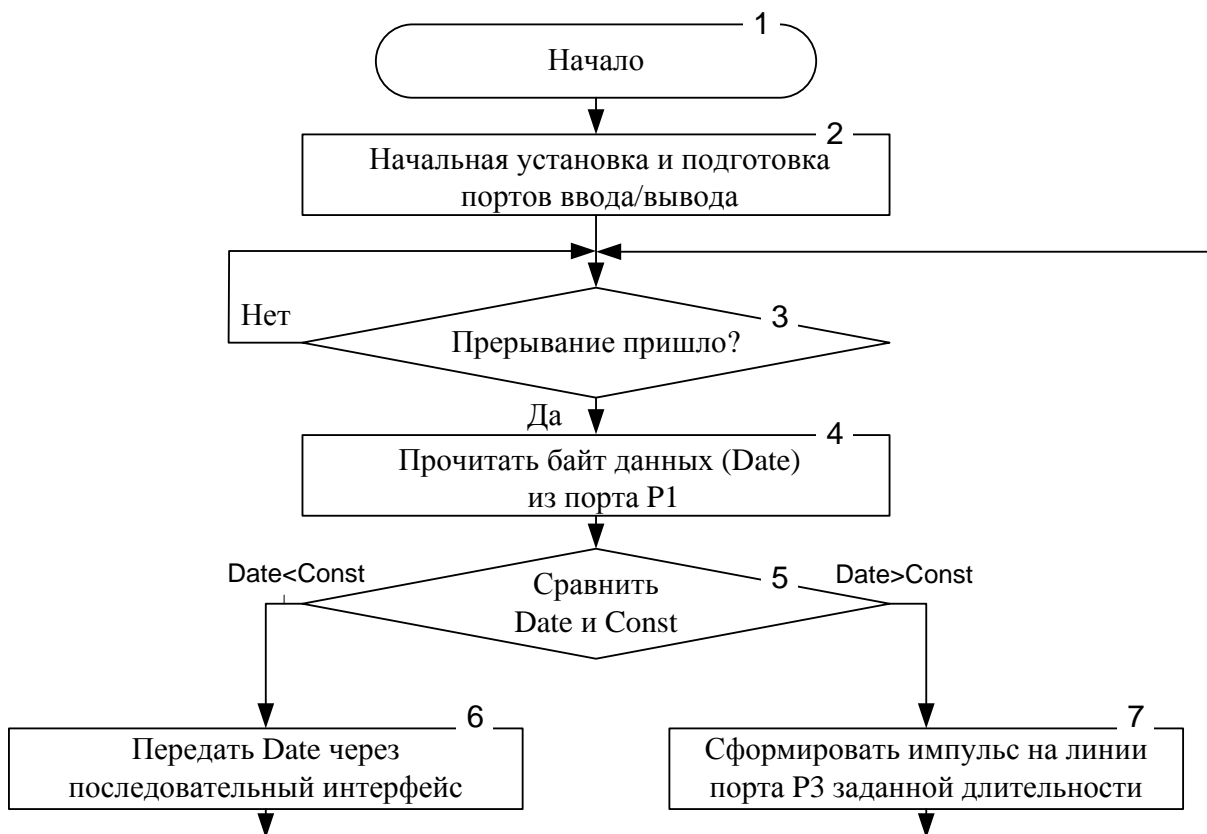 1
Начало
2
Начальная установка и подготовка
портов ввода/вывода
Нет
3
Прерывание пришло?
Да
4
Прочитать байт данных (Date)
из порта P1
Date<Const
5
Date>Const
Сравнить
Date и Const
6
Передать Date через
последовательный интерфейс
7
Сформировать импульс на линии
порта P3 заданной длительности